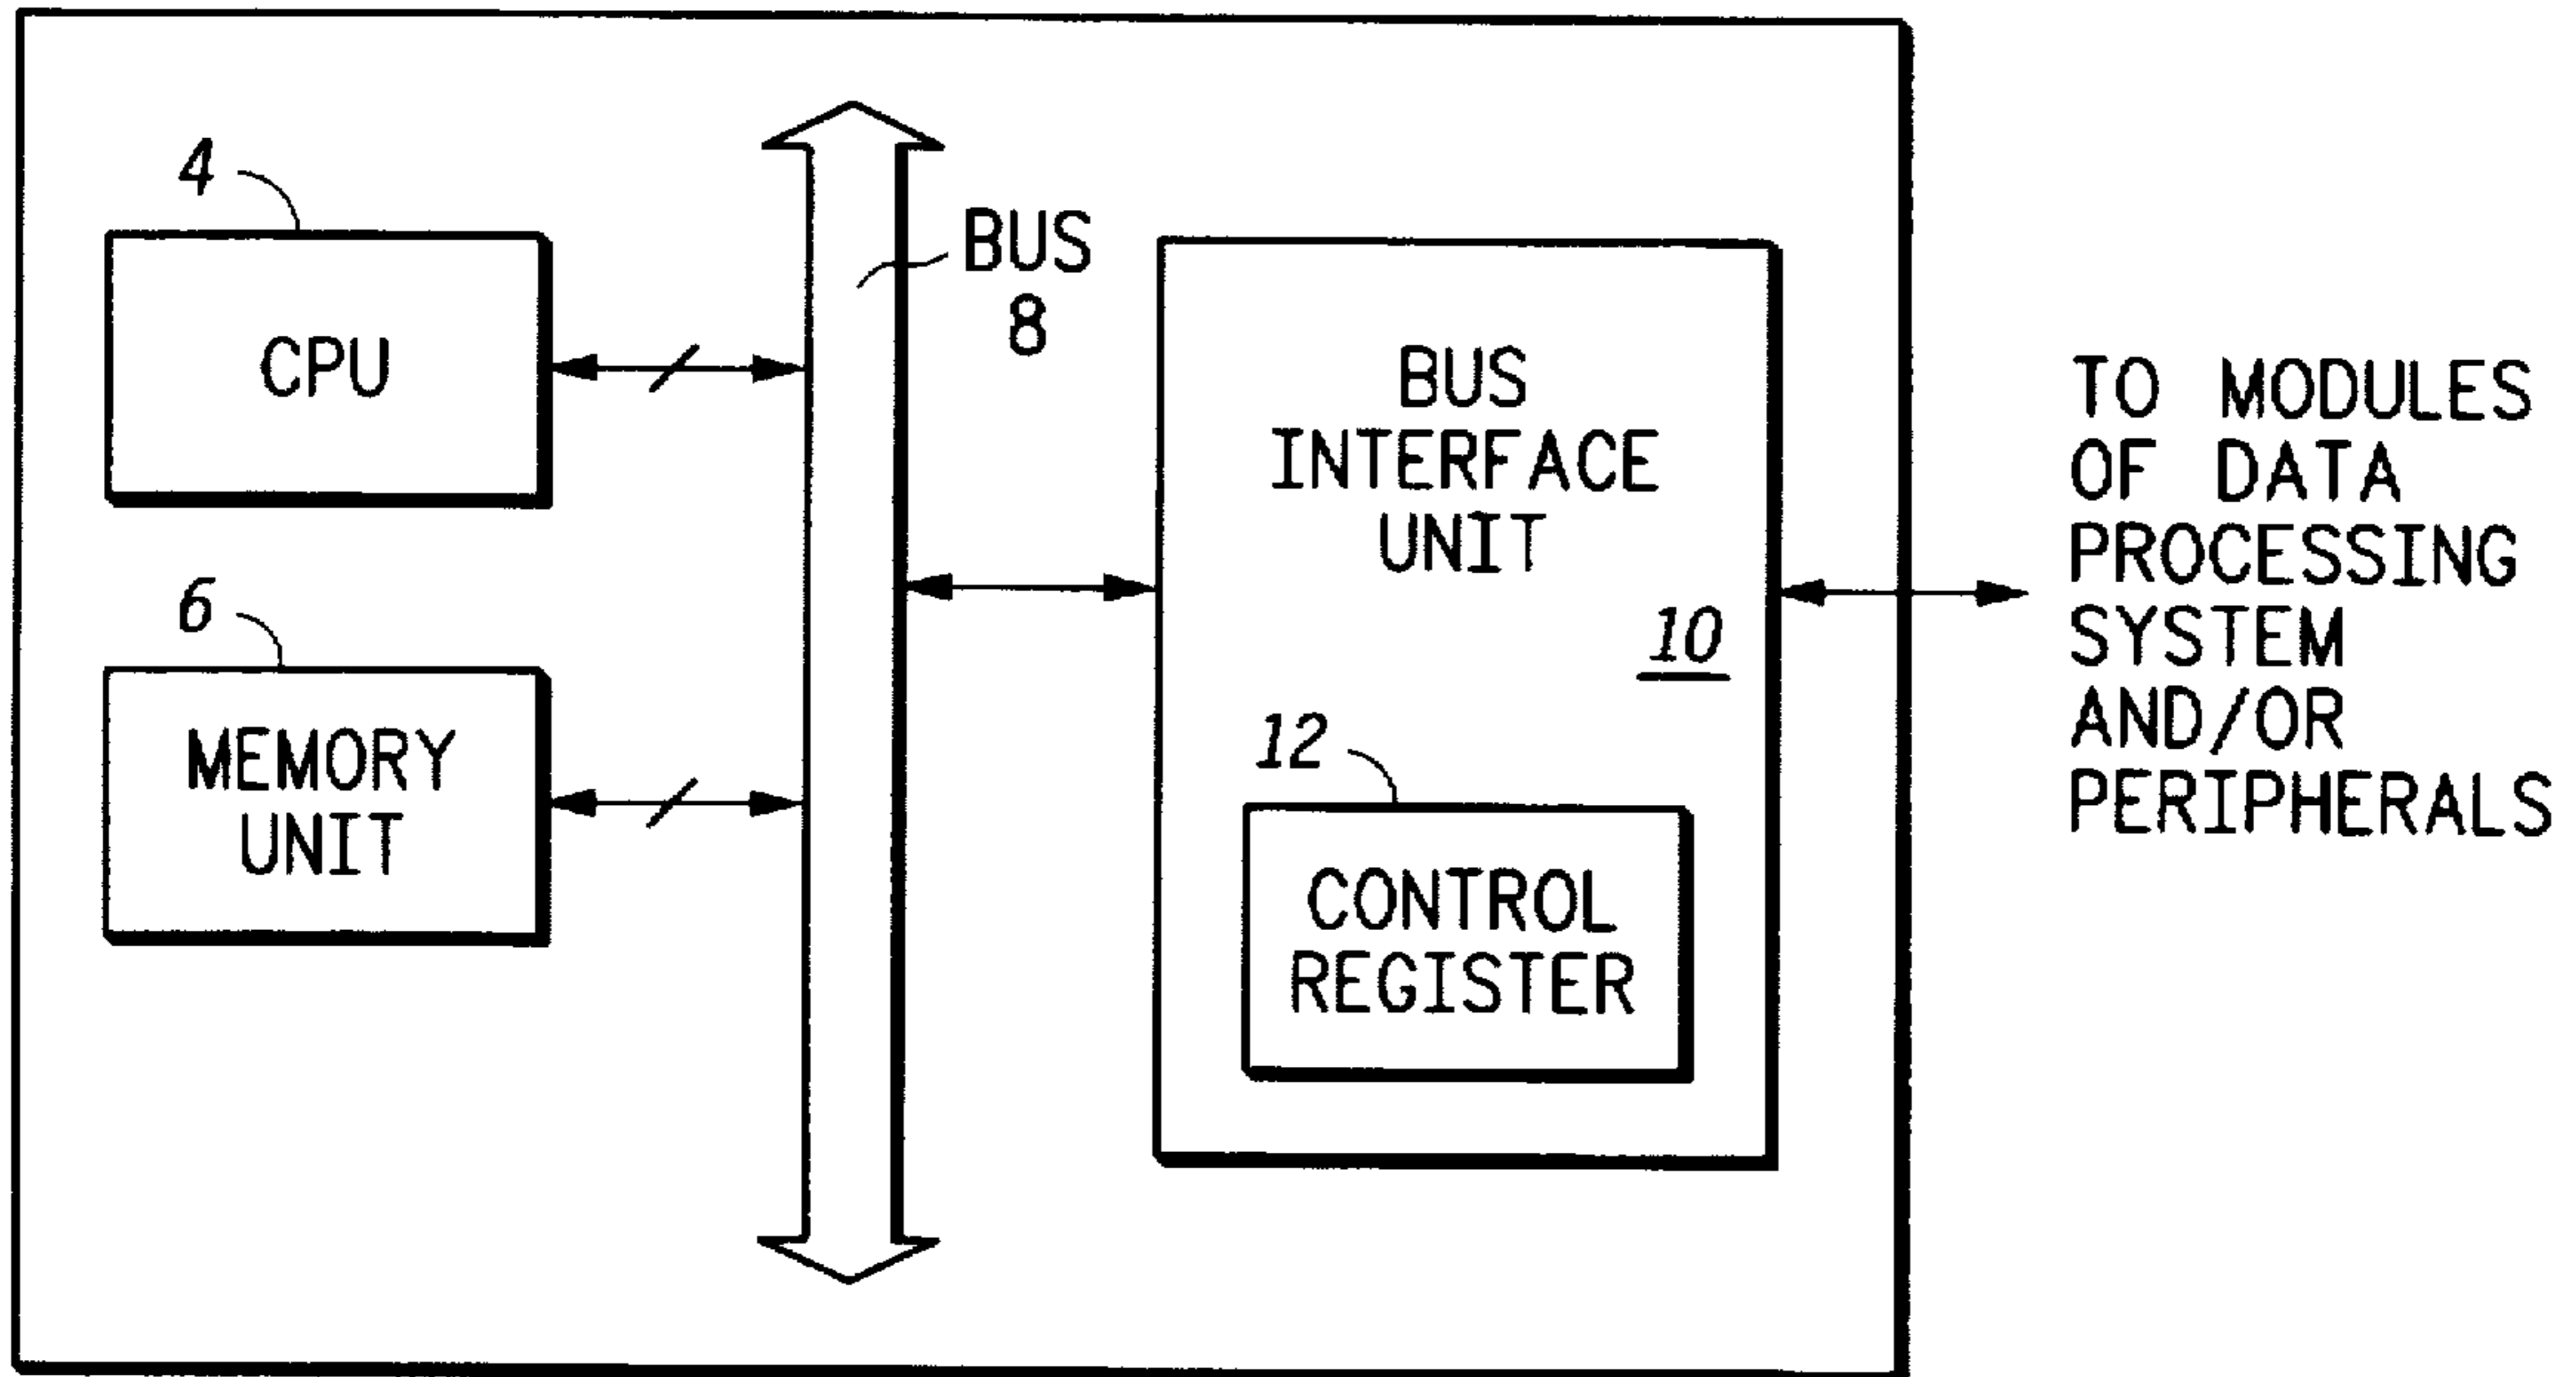 4
CPU
6
MEMORY
UNIT
BUS
8
BUS
INTERFACE
UNIT
10
12
CONTROL
REGISTER
TO MODULES
OF DATA
PROCESSING
SYSTEM
AND/OR
PERIPHERALS